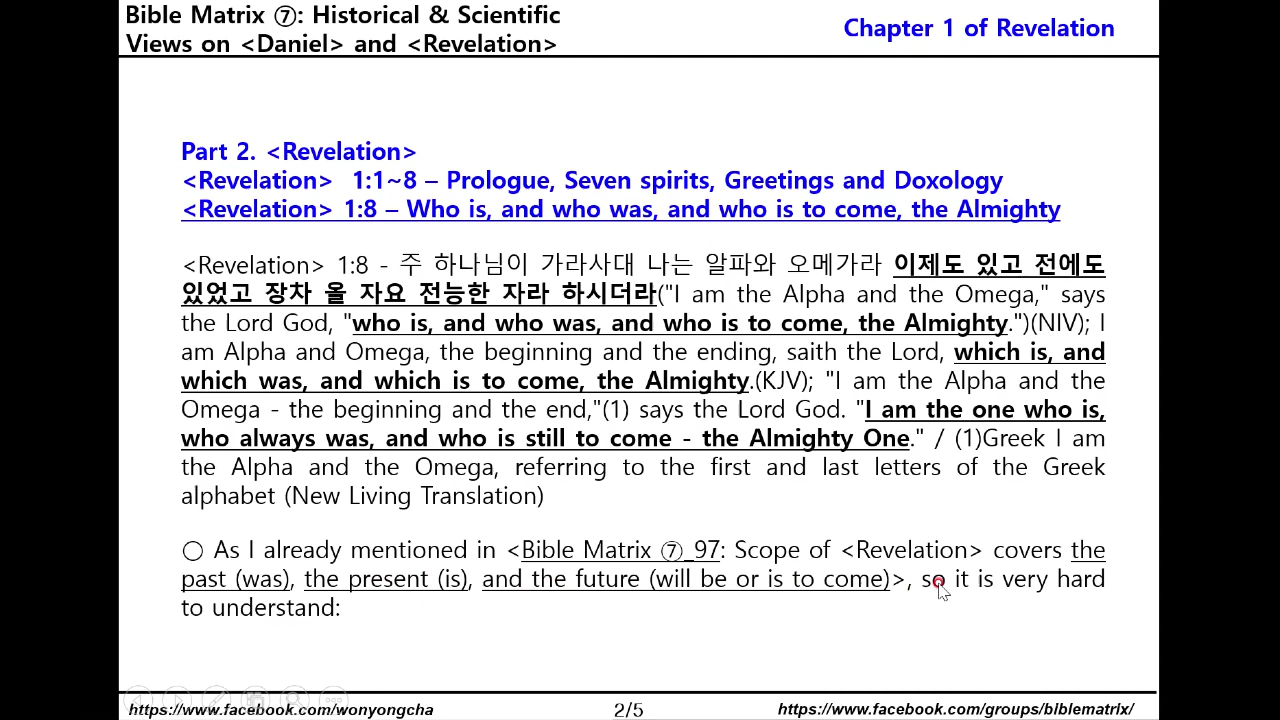 Bible Matrix ⑦: Historical & Scientific
Views on <Daniel> and <Revelation>
Chapter 1 of Revelation
Part 2. <Revelation>
<Revelation> 1:1~8 – Prologue, Seven spirits, Greetings and Doxology
<Revelation> 1:8 – Who is, and who was, and who is to come, the Almighty
<Revelation> 1:8 - 주 하나님이 가라사대 나는 알파와 오메가라 이제도 있고 전에도
있었고 장차 올 자요 전능한 자라 하시더라("I am the Alpha and the Omega," says
the Lord God, "who is, and who was, and who is to come, the Almighty.")(NIV); I
am Alpha and Omega, the beginning and the ending, saith the Lord, which is, and
which was, and which is to come, the Almighty.(KJV); "I am the Alpha and the
Omega - the beginning and the end,"(1) says the Lord God. "I am the one who is,
who always was, and who is still to come - the Almighty One." / (1)Greek I am
the Alpha and the Omega, referring to the first and last letters of the Greek
alphabet (New Living Translation)
○ As I already mentioned in <Bible Matrix ⑦_97: Scope of <Revelation> covers the
past (was), the present (is), and the future (will be or is to come)>, so it is very hard
to understand:
https://www.facebook.com/wonyongcha
2/5
https://www.facebook.com/groups/biblematrix/